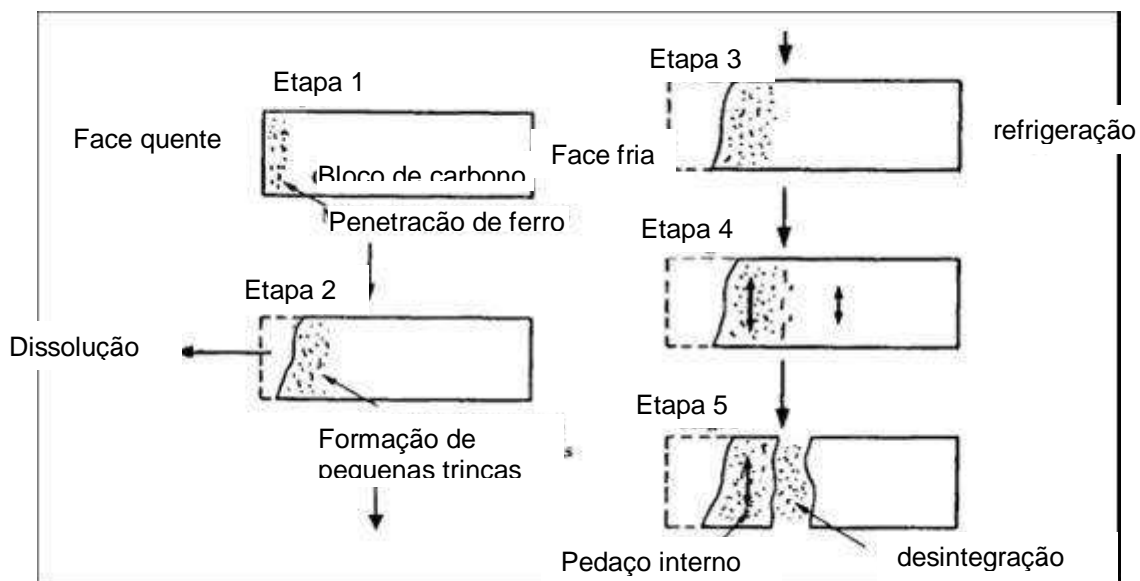 Etapa 1
Face quente
Bloco de carbono
Face fria
Penetração de ferro
Etapa 2
Dissolução
Formação de
pequenas trincas
Etapa 3
refrigeração
Etapa 4
Etapa 5
Pedaço interno
desintegração